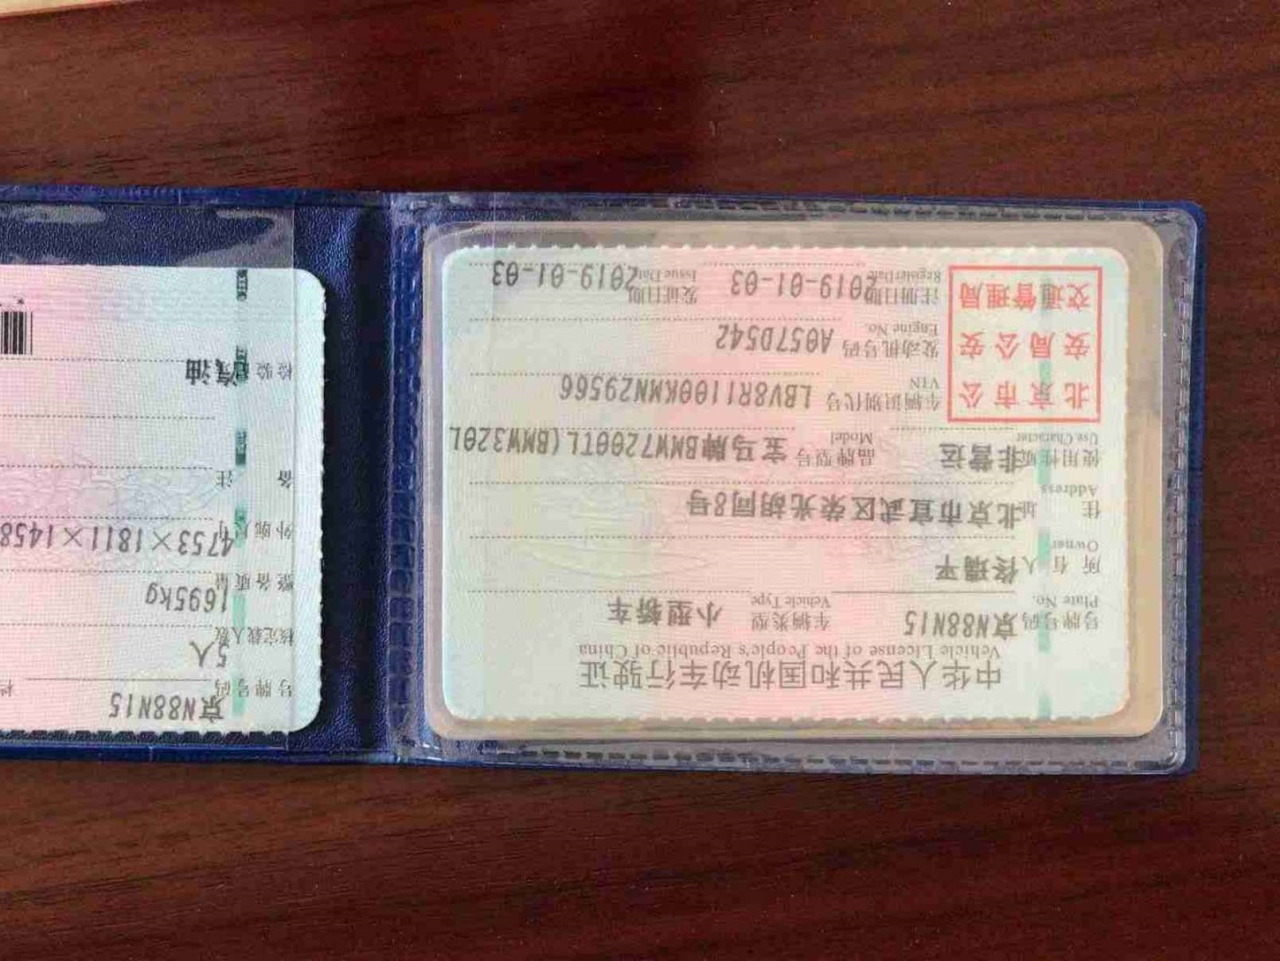 中华人民共和国机动车行驶证
Vehicle License of the People's Republic of China
号牌号码 京N88N15 车辆类型 小型轿车
Plate No. Vehicle Type
所有人 佟瑞平
Owner
住址 北京市宣武区荣光胡同8号
Address
使用性质 非营运 品牌型号 宝马牌BMW7200TL(BMW320L
Use Character Model
北京市公
安局公安
交通管理局
车辆识别代号 LBV8R1100KMN29566
VIN
发动机号码 A057D542
Engine No.
注册日期 2019-01-03 发证日期 2019-01-03
Register Date Issue Date
号牌号码 京N88N15
核定载人数 5人
整备质量 1695kg
外廓尺寸 4753×1811×1458
备注
检验 汽油